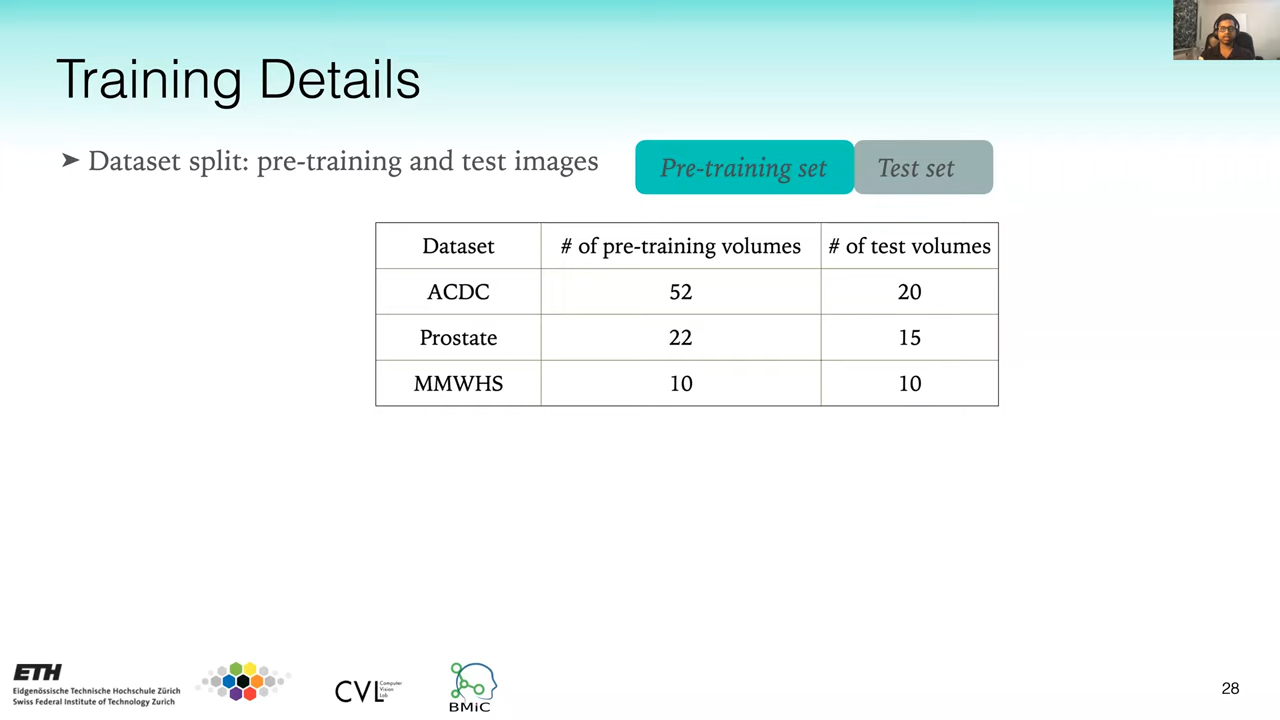 Training Details
➤ Dataset split: pre-training and test images
Pre-training set Test set
Dataset # of pre-training volumes # of test volumes
ACDC 52 20
Prostate 22 15
MMWHS 10 10
ETH
Eidgenössische Technische Hochschule Zürich
Swiss Federal Institute of Technology Zurich
CVL Computer
Vision
Lab
BMiC
28